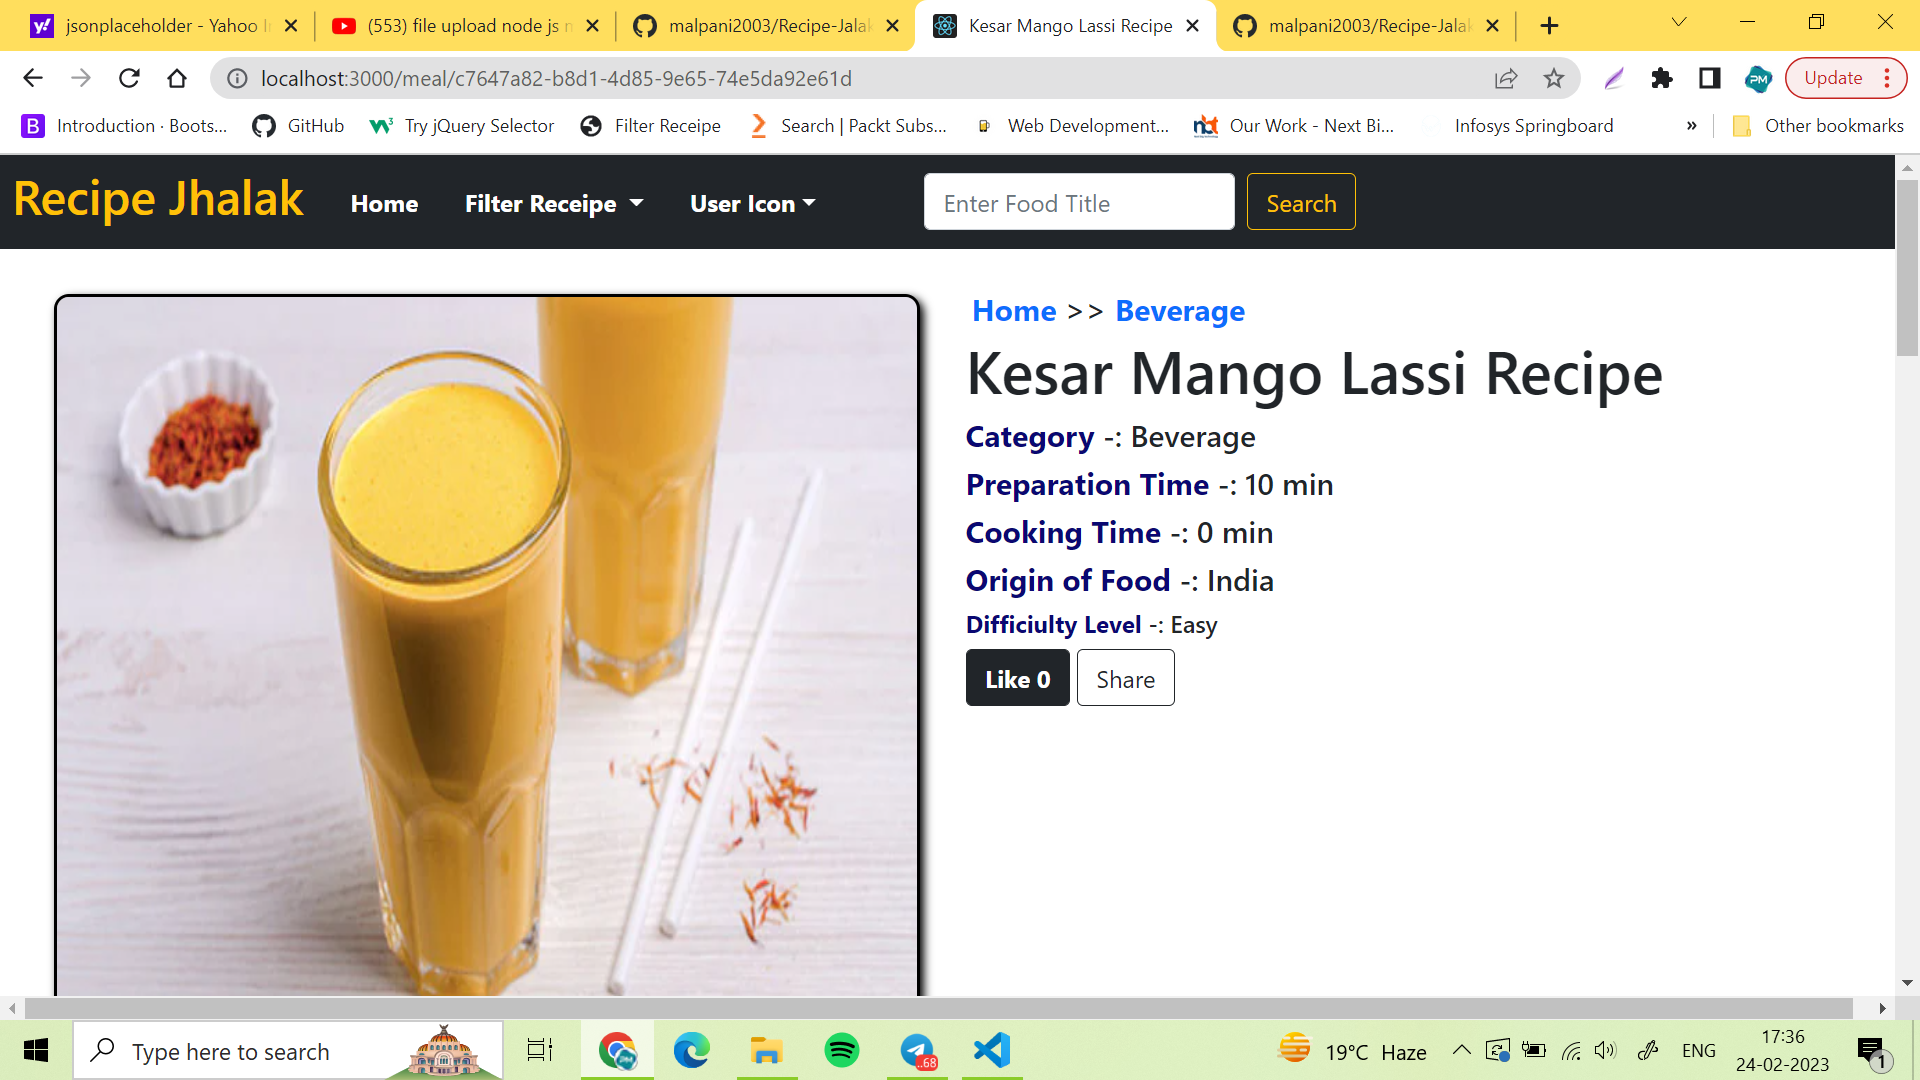 jsonplaceholder - Yahoo I
(553) file upload node js m
malpani2003/Recipe-Jalak
Kesar Mango Lassi Recipe
malpani2003/Recipe-Jalak
localhost:3000/meal/c7647a82-b8d1-4d85-9e65-74e5da92e61d
PM
Update
B Introduction · Boots...
GitHub
Try jQuery Selector
Filter Receipe
Search | Packt Subs...
Web Development...
Our Work - Next Bi...
Infosys Springboard
»
Other bookmarks
Recipe Jhalak
Home
Filter Receipe
User Icon
Enter Food Title
Search
Home >> Beverage
Kesar Mango Lassi Recipe
Category -: Beverage
Preparation Time -: 10 min
Cooking Time -: 0 min
Origin of Food -: India
Difficiulty Level -: Easy
Like 0
Share
Type here to search
..68
19°C Haze
ENG
17:36
24-02-2023
1